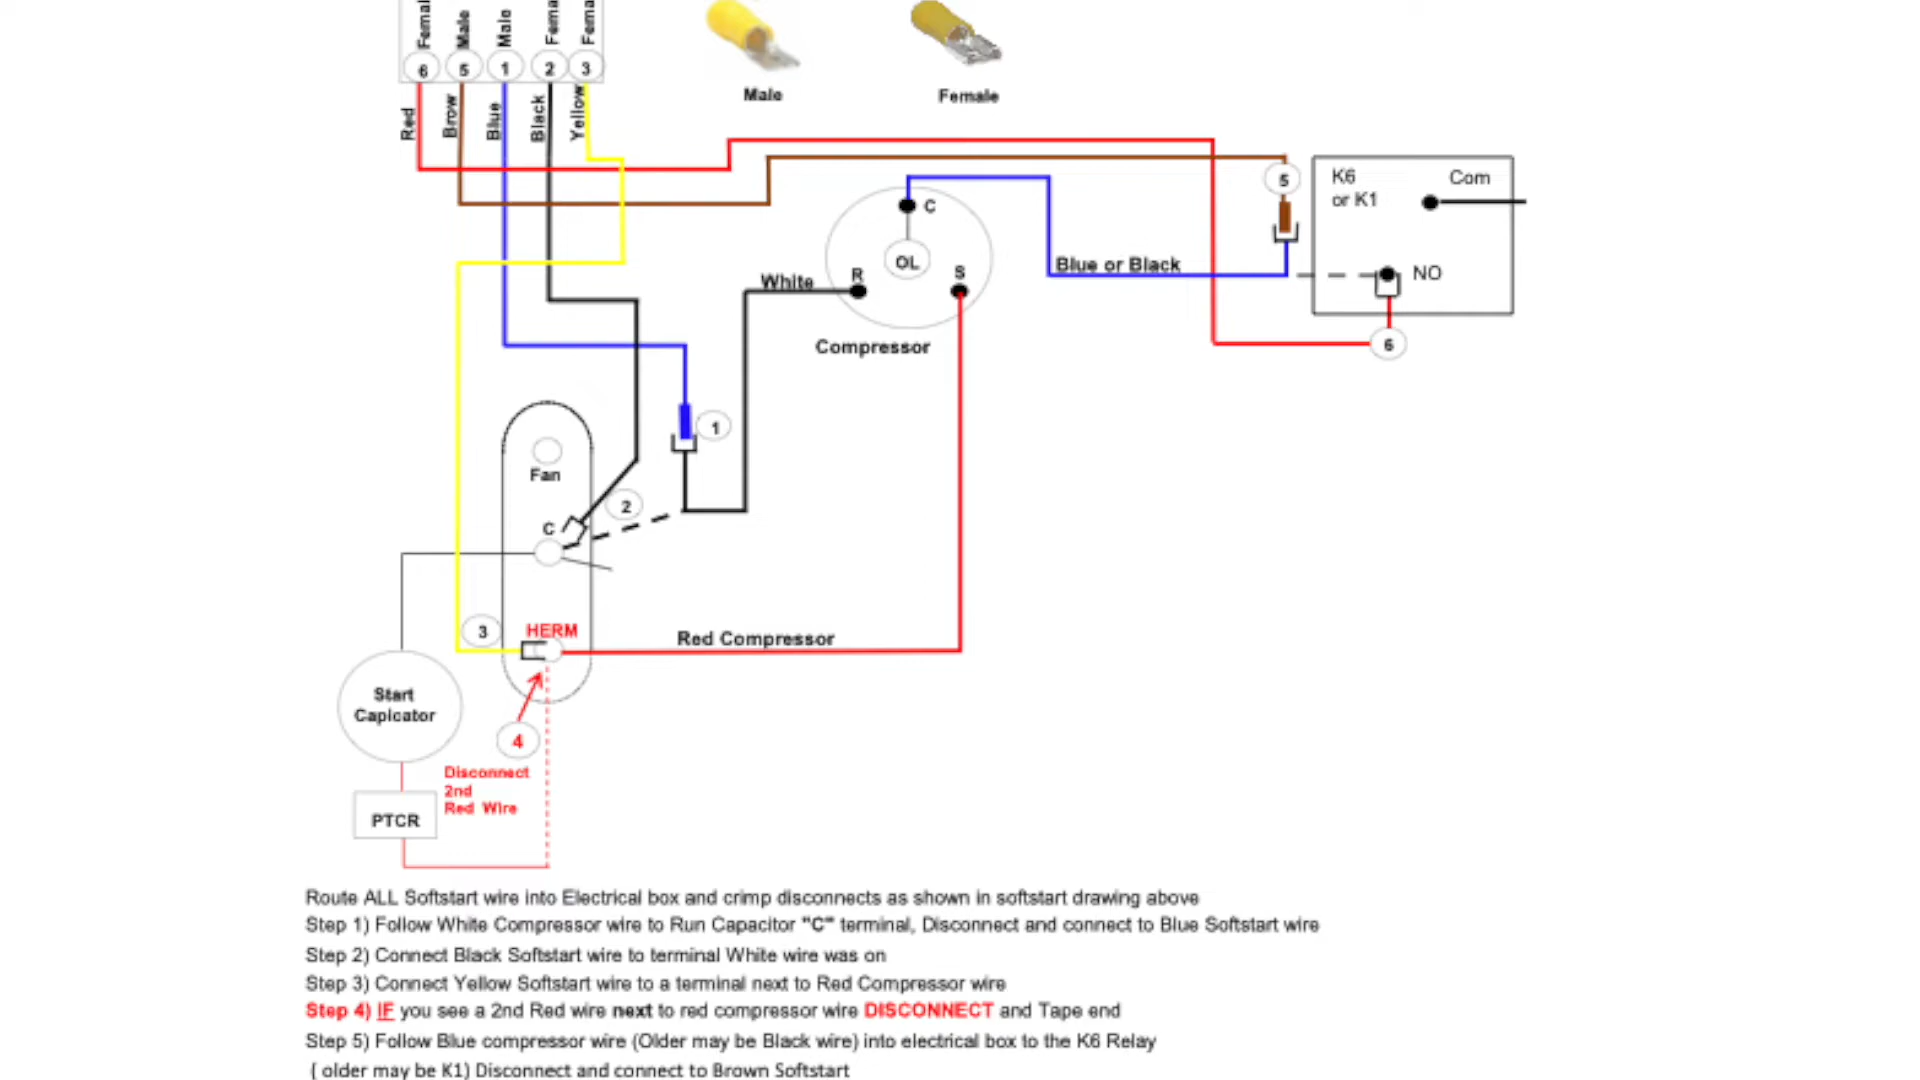 Male
Male
6
5
1
2
3
Red
Brow
Blue
Black
Yellow
Male
Female
5
K6
or K1
Com
NO
6
C
OL
R
S
Compressor
White
Blue or Black
1
Fan
2
C
3
HERM
Red Compressor
Start
Capicator
4
Disconnect
2nd
Red Wire
PTCR
Route ALL Softstart wire into Electrical box and crimp disconnects as shown in softstart drawing above
Step 1) Follow White Compressor wire to Run Capacitor "C" terminal, Disconnect and connect to Blue Softstart wire
Step 2) Connect Black Softstart wire to terminal White wire was on
Step 3) Connect Yellow Softstart wire to a terminal next to Red Compressor wire
Step 4) IF you see a 2nd Red wire next to red compressor wire DISCONNECT and Tape end
Step 5) Follow Blue compressor wire (Older may be Black wire) into electrical box to the K6 Relay
( older may be K1) Disconnect and connect to Brown Softstart